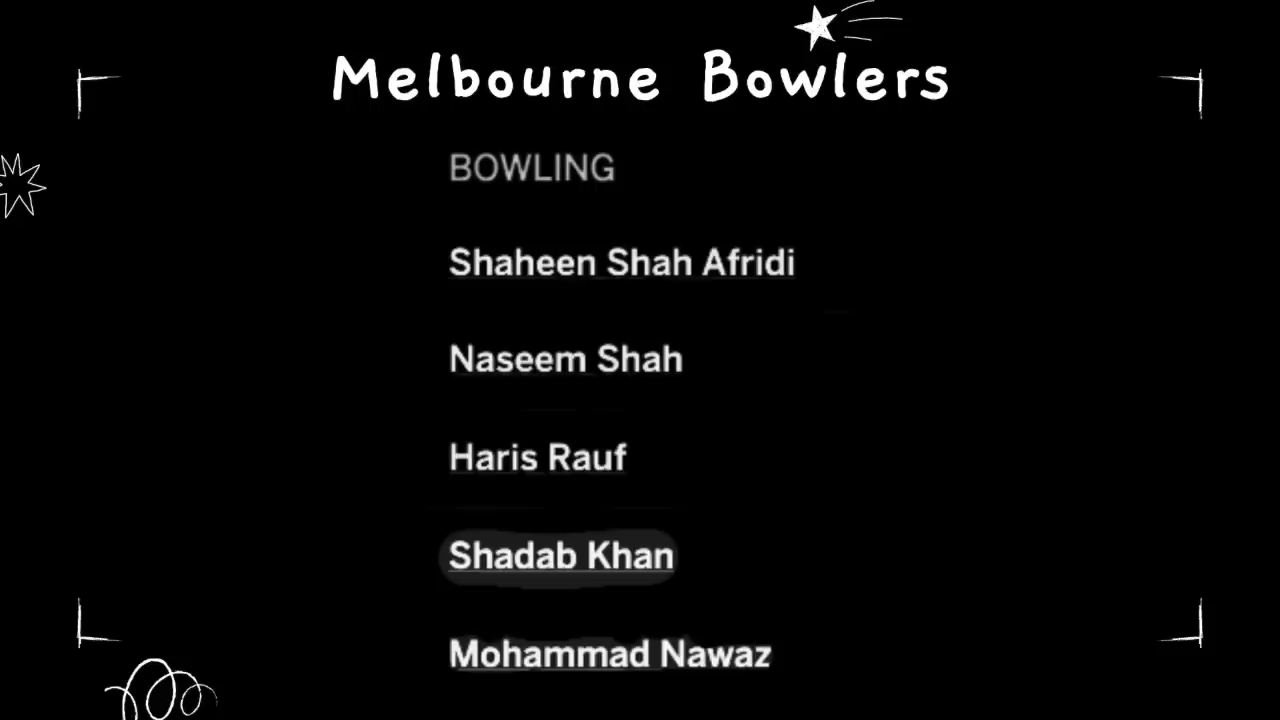 Melbourne Bowlers
BOWLING
Shaheen Shah Afridi
Naseem Shah
Haris Rauf
Shadab Khan
Mohammad Nawaz